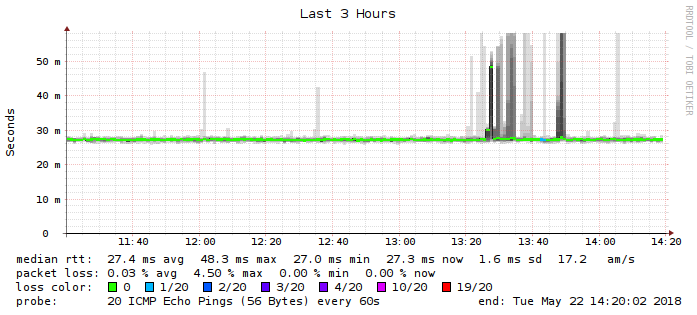 Last 3 Hours
RRDTOOL / TOBI OETIKER
Seconds
50 m
40 m
30 m
20 m
10 m
0
11:40 12:00 12:20 12:40 13:00 13:20 13:40 14:00 14:20
median rtt: 27.4 ms avg 48.3 ms max 27.0 ms min 27.3 ms now 1.6 ms sd 17.2 am/s
packet loss: 0.03 % avg 4.50 % max 0.00 % min 0.00 % now
loss color: 0 1/20 2/20 3/20 4/20 10/20 19/20
probe: 20 ICMP Echo Pings (56 Bytes) every 60s end: Tue May 22 14:20:02 2018